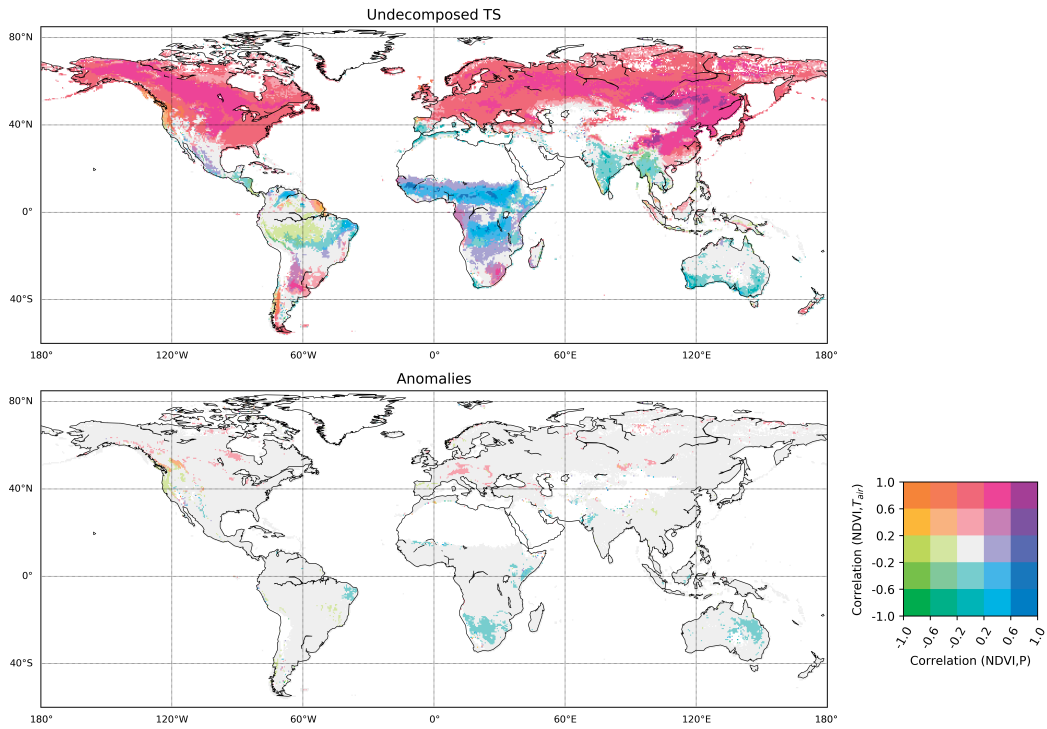 Undecomposed TS
80°N
40°N
0°
40°S
180°
120°W
60°W
0°
60°E
120°E
180°
Anomalies
80°N
40°N
0°
40°S
180°
120°W
60°W
0°
60°E
120°E
180°
Correlation (NDVI,T_air)
1.0
0.6
0.2
-0.2
-0.6
-1.0
-1.0
-0.6
-0.2
0.2
0.6
1.0
Correlation (NDVI,P)